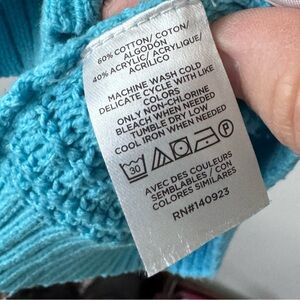 60% COTTON/ COTON/
ALGODÓN
40% ACRYLIC/ ACRYLIQUE/
ACRÍLICO
MACHINE WASH COLD
DELICATE CYCLE WITH LIKE
COLORS
ONLY NON-CHLORINE
BLEACH WHEN NEEDED
TUMBLE DRY LOW
COOL IRON WHEN NEEDED
30 P
AVEC DES COULEURS
SEMBLABLES / CON
COLORES SIMILARES
RN#140923